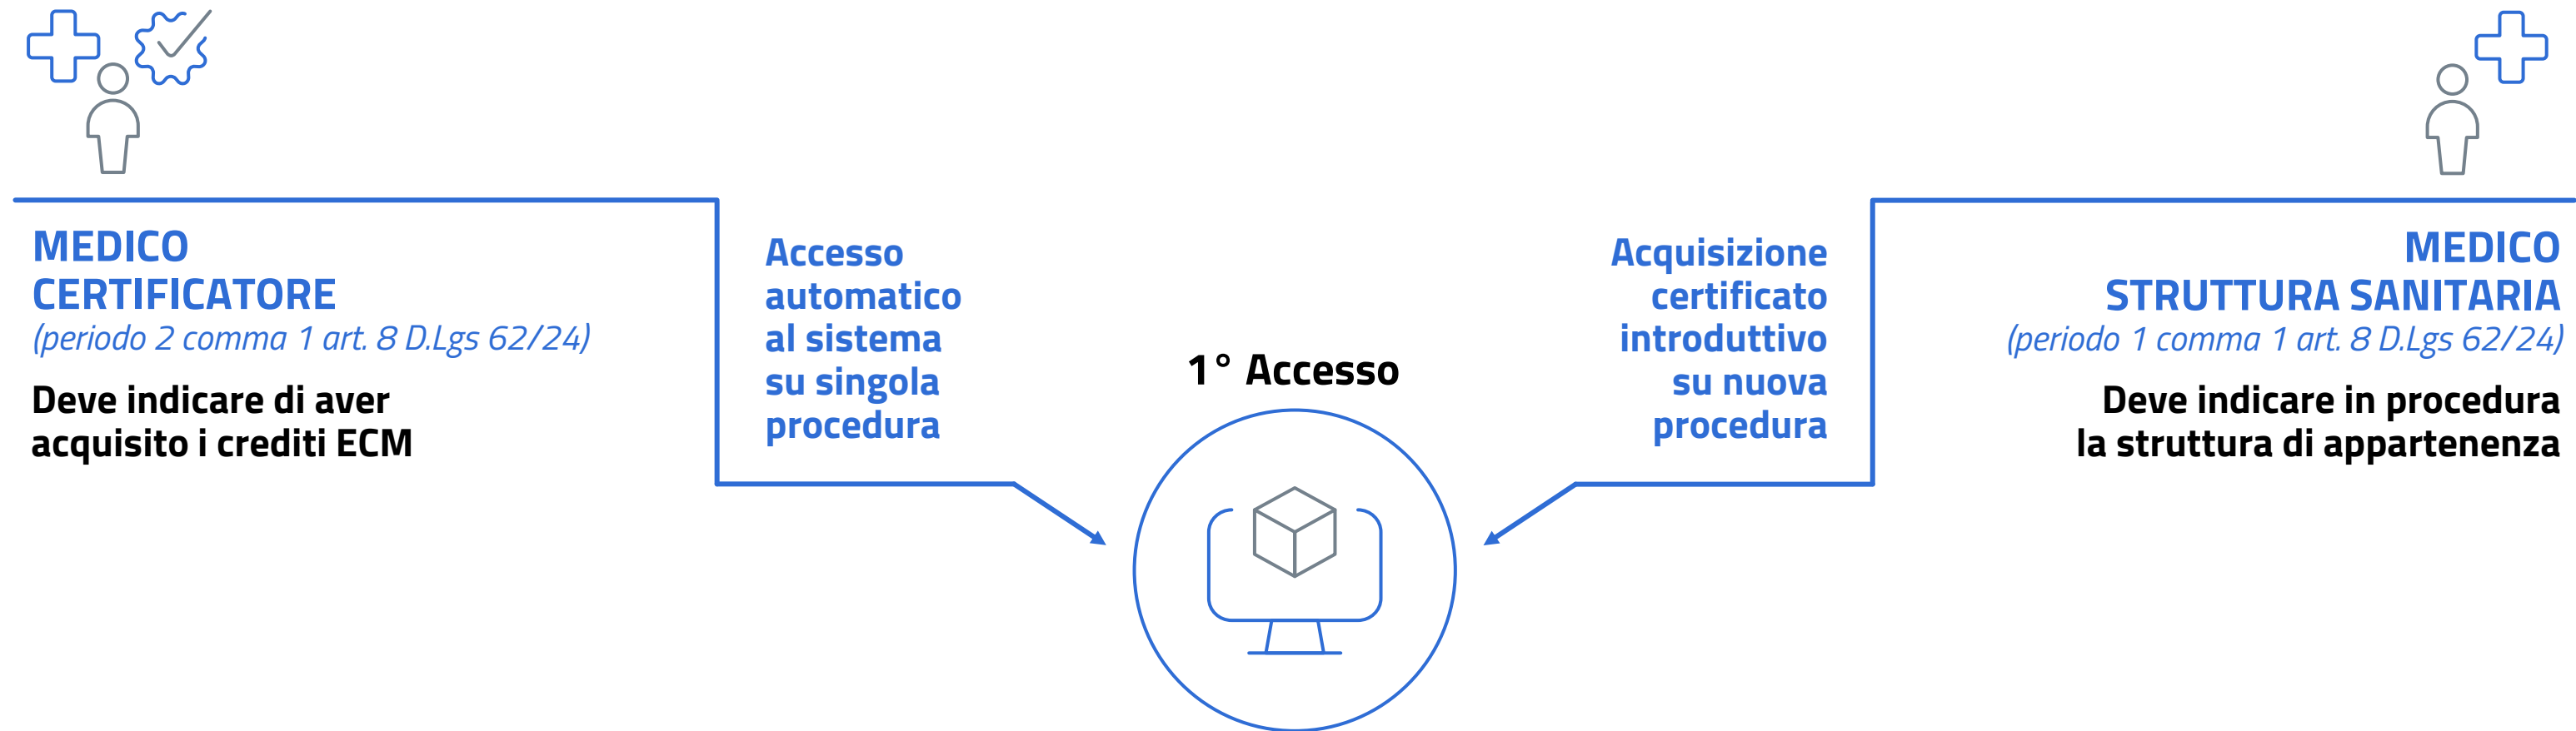 MEDICO
CERTIFICATORE
(periodo 2 comma 1 art. 8 D.Lgs 62/24)
Deve indicare di aver
acquisito i crediti ECM
Accesso
automatico
al sistema
su singola
procedura
1° Accesso
Acquisizione
certificato
introduttivo
su nuova
procedura
MEDICO
STRUTTURA SANITARIA
(periodo 1 comma 1 art. 8 D.Lgs 62/24)
Deve indicare in procedura
la struttura di appartenenza